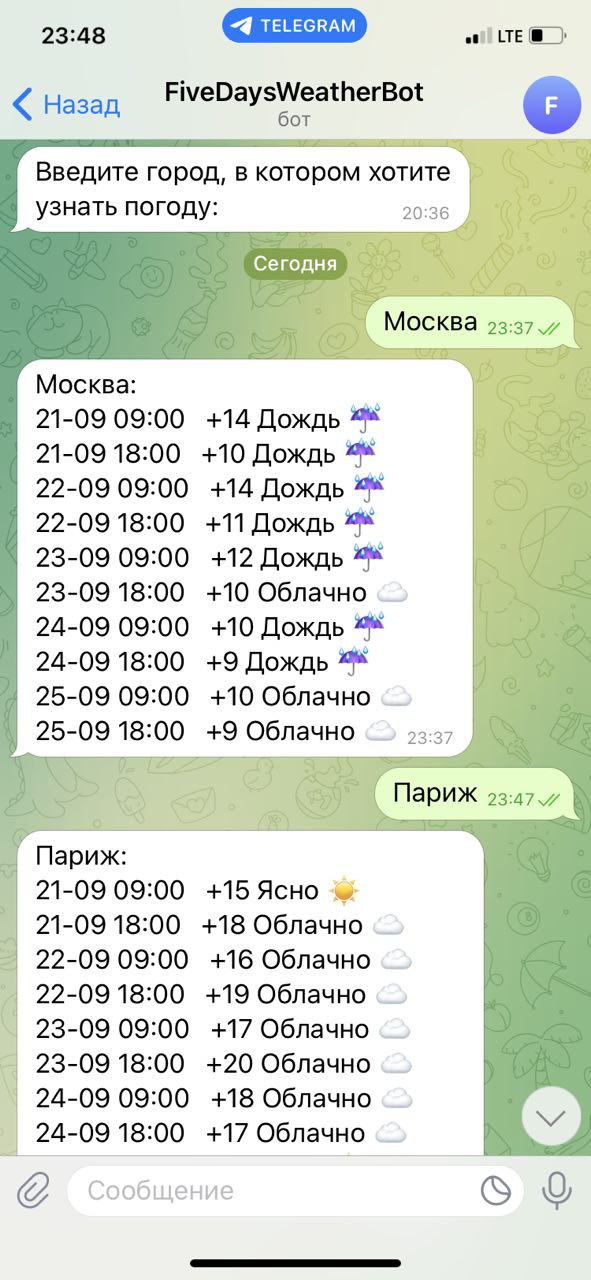 23:48
TELEGRAM
LTE
Назад
FiveDaysWeatherBot
F
бот
Введите город, в котором хотите
узнать погоду:
20:36
Сегодня
Москва 23:37
Москва:
21-09 09:00 +14 Дождь ☔
21-09 18:00 +10 Дождь ☔
22-09 09:00 +14 Дождь ☔
22-09 18:00 +11 Дождь ☔
23-09 09:00 +12 Дождь ☔
23-09 18:00 +10 Облачно ☁️
24-09 09:00 +10 Дождь ☔
24-09 18:00 +9 Дождь ☔
25-09 09:00 +10 Облачно ☁️
25-09 18:00 +9 Облачно ☁️ 23:37
Париж 23:47
Париж:
21-09 09:00 +15 Ясно ☀️
21-09 18:00 +18 Облачно ☁️
22-09 09:00 +16 Облачно ☁️
22-09 18:00 +19 Облачно ☁️
23-09 09:00 +17 Облачно ☁️
23-09 18:00 +20 Облачно ☁️
24-09 09:00 +18 Облачно ☁️
24-09 18:00 +17 Облачно ☁️
Сообщение